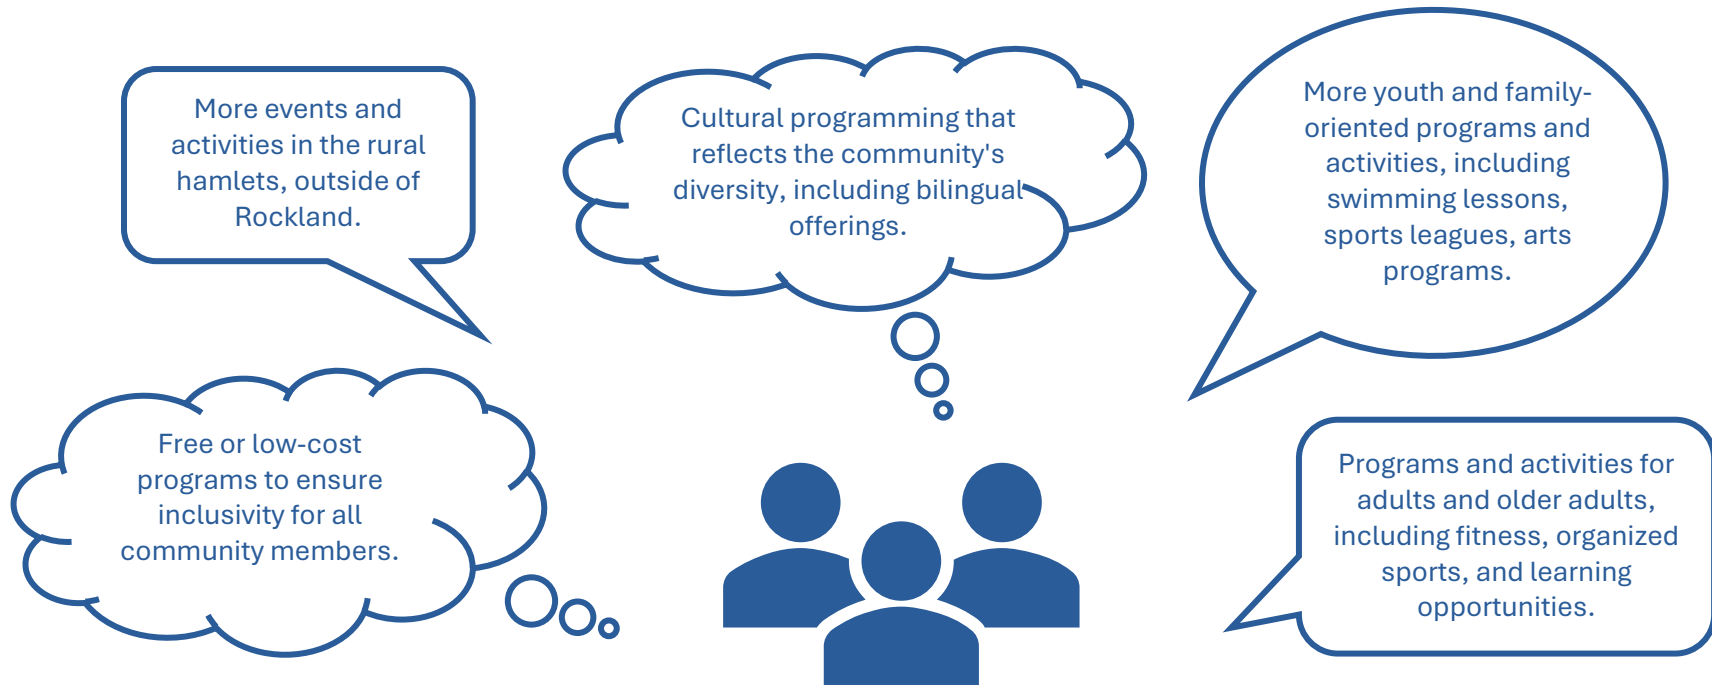 More events and
activities in the rural
hamlets, outside of
Rockland.
Cultural programming that
reflects the community's
diversity, including bilingual
offerings.
More youth and family-
oriented programs and
activities, including
swimming lessons,
sports leagues, arts
programs.
Free or low-cost
programs to ensure
inclusivity for all
community members.
Programs and activities for
adults and older adults,
including fitness, organized
sports, and learning
opportunities.